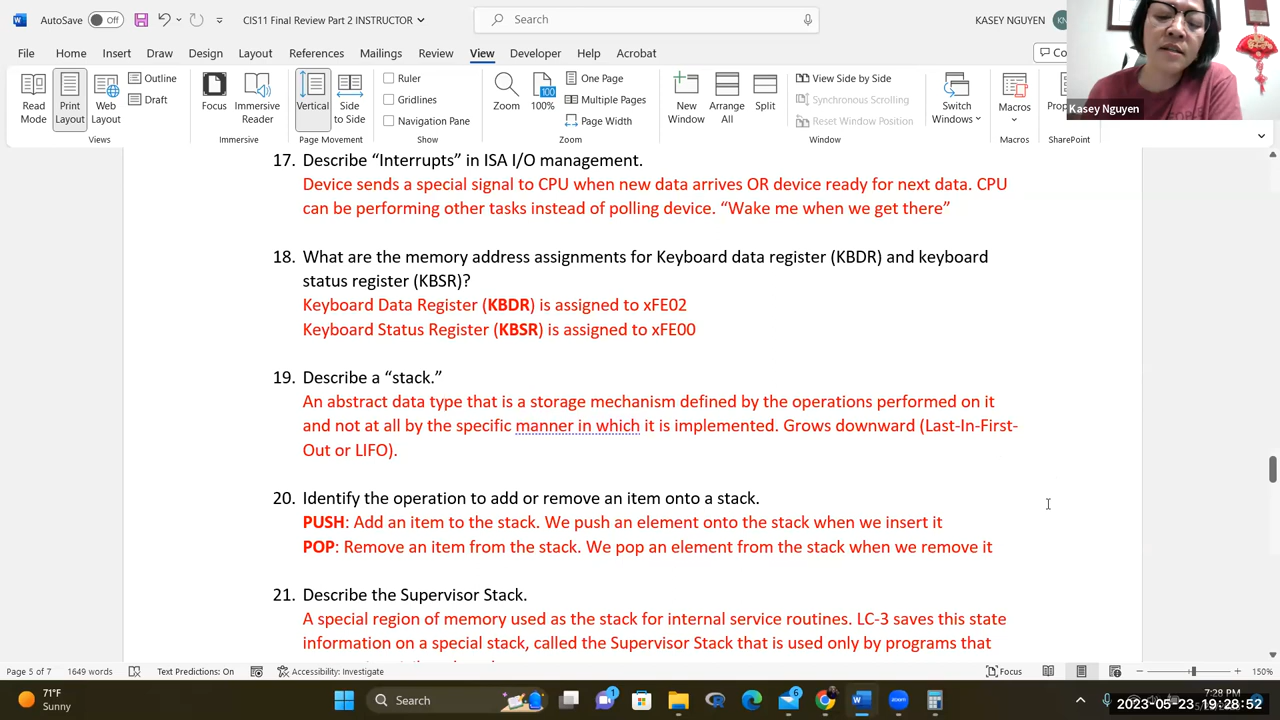 AutoSave Off CIS11 Final Review Part 2 INSTRUCTOR Search KASEY NGUYEN
File Home Insert Draw Design Layout References Mailings Review View Developer Help Acrobat
Read Mode
Print Layout
Web Layout
Outline
Draft
Views
Focus
Immersive Reader
Immersive
Vertical
Side to Side
Page Movement
Ruler
Gridlines
Navigation Pane
Show
Zoom
100
100%
One Page
Multiple Pages
Page Width
Zoom
New Window
Arrange All
Split
View Side by Side
Synchronous Scrolling
Reset Window Position
Window
Switch Windows
Macros
Macros
SharePoint
Kasey Nguyen
17. Describe “Interrupts” in ISA I/O management.
Device sends a special signal to CPU when new data arrives OR device ready for next data. CPU
can be performing other tasks instead of polling device. “Wake me when we get there”
18. What are the memory address assignments for Keyboard data register (KBDR) and keyboard
status register (KBSR)?
Keyboard Data Register (KBDR) is assigned to xFE02
Keyboard Status Register (KBSR) is assigned to xFE00
19. Describe a “stack.”
An abstract data type that is a storage mechanism defined by the operations performed on it
and not at all by the specific manner in which it is implemented. Grows downward (Last-In-First-
Out or LIFO).
20. Identify the operation to add or remove an item onto a stack.
PUSH: Add an item to the stack. We push an element onto the stack when we insert it
POP: Remove an item from the stack. We pop an element from the stack when we remove it
21. Describe the Supervisor Stack.
A special region of memory used as the stack for internal service routines. LC-3 saves this state
information on a special stack, called the Supervisor Stack that is used only by programs that
Page 5 of 7 1649 words Text Predictions: On Accessibility: Investigate Focus 150%
71°F
Sunny
Search
1
6
7:28 PM
2023-05-23 19:28:52